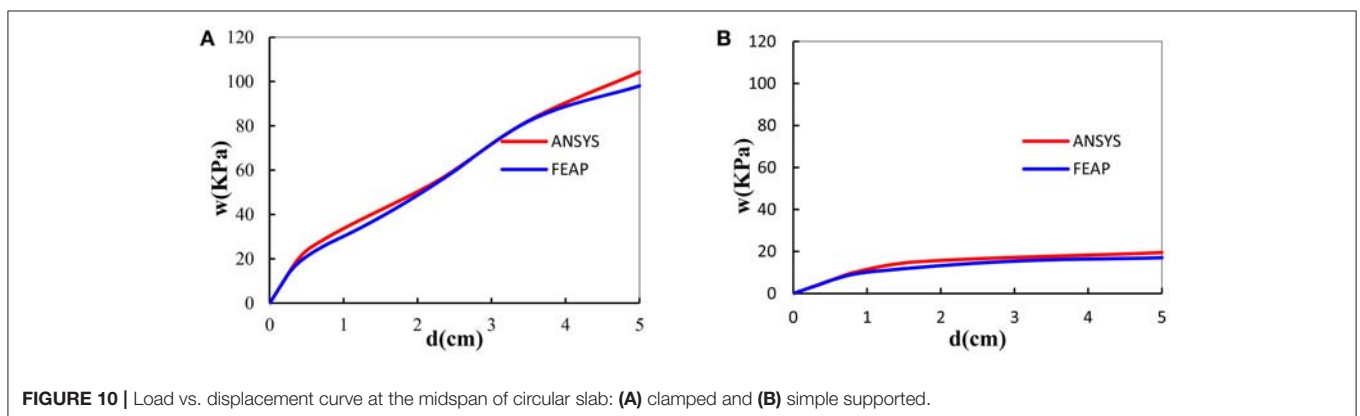 A
120
100
80
60
40
20
0
w(KPa)
0 1 2 3 4 5
d(cm)
ANSYS
FEAP
B
120
100
80
60
40
20
0
w(KPa)
0 1 2 3 4 5
d(cm)
ANSYS
FEAP
FIGURE 10 | Load vs. displacement curve at the midspan of circular slab: (A) clamped and (B) simple supported.